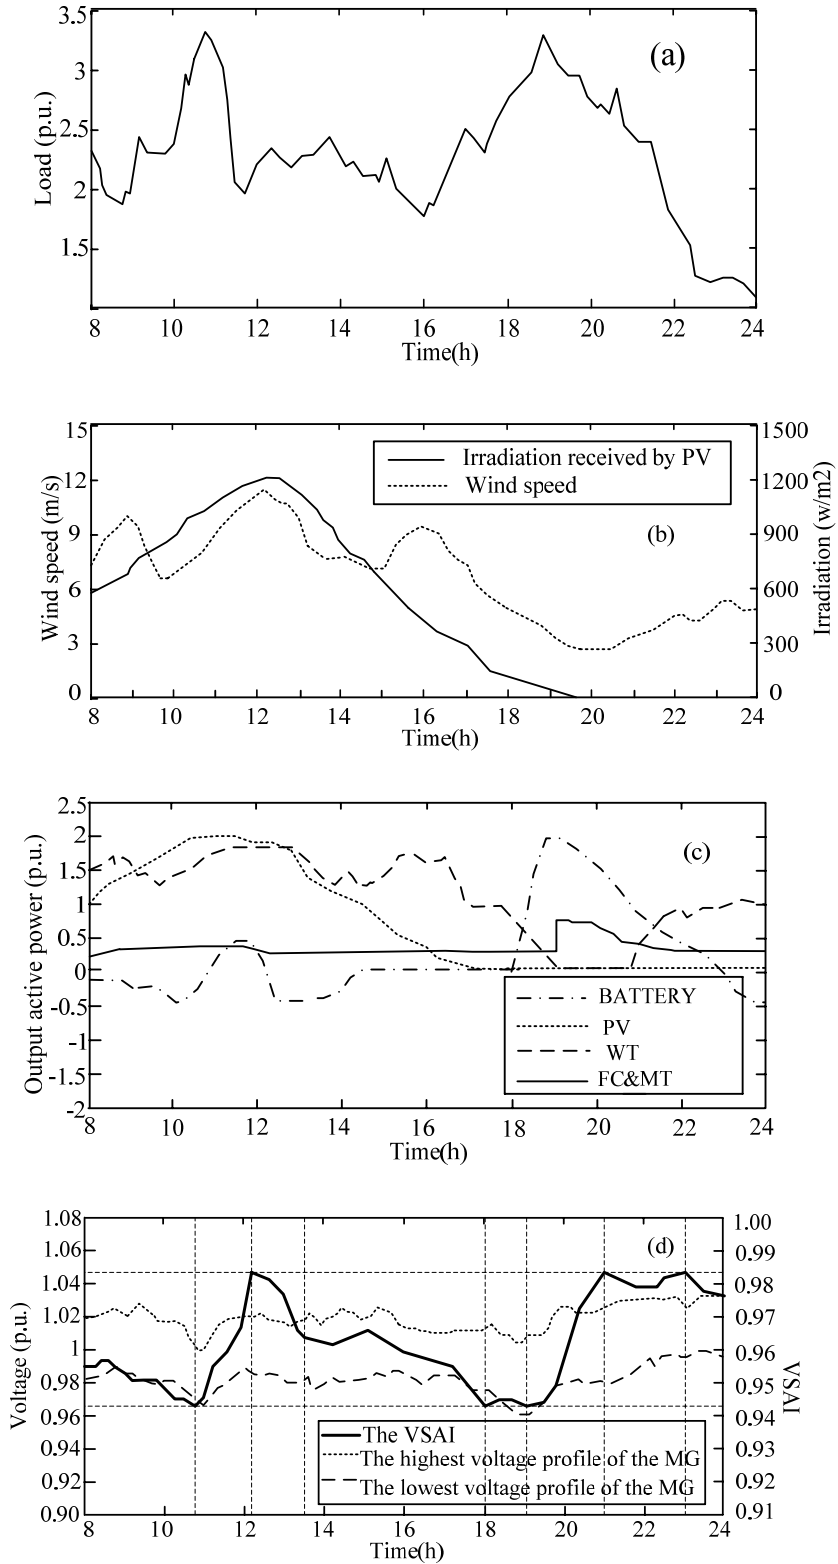 3.5
3
2.5
2
1.5
Load (p.u.)
(a)
8 10 12 14 16 18 20 22 24
Time(h)
15
12
9
6
3
0
Wind speed (m/s)
Irradiation received by PV
Wind speed
(b)
1500
1200
900
600
300
0
Irradiation (w/m2)
8 10 12 14 16 18 20 22 24
Time(h)
2.5
2
1.5
1
0.5
0
-0.5
-1
-1.5
-2
Output active power (p.u.)
(c)
BATTERY
PV
WT
FC&MT
8 10 12 14 16 18 20 22 24
Time(h)
1.08
1.06
1.04
1.02
1
0.98
0.96
0.94
0.92
0.90
Voltage (p.u.)
(d)
The VSAI
The highest voltage profile of the MG
The lowest voltage profile of the MG
1.00
0.99
0.98
0.97
0.96
0.95
0.94
0.93
0.92
0.91
VSAI
8 10 12 14 16 18 20 22 24
Time(h)